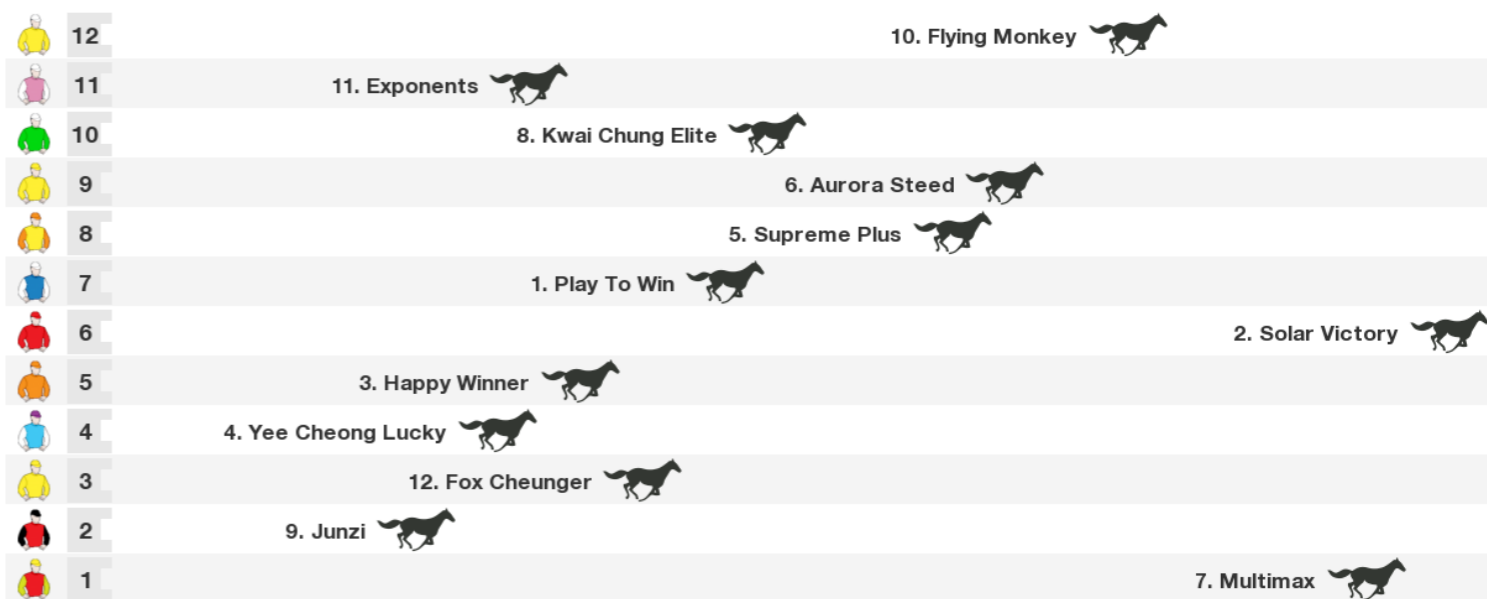 12 10. Flying Monkey
11 11. Exponents
10 8. Kwai Chung Elite
9 6. Aurora Steed
8 5. Supreme Plus
7 1. Play To Win
6 2. Solar Victory
5 3. Happy Winner
4 4. Yee Cheong Lucky
3 12. Fox Cheunger
2 9. Junzi
1 7. Multimax